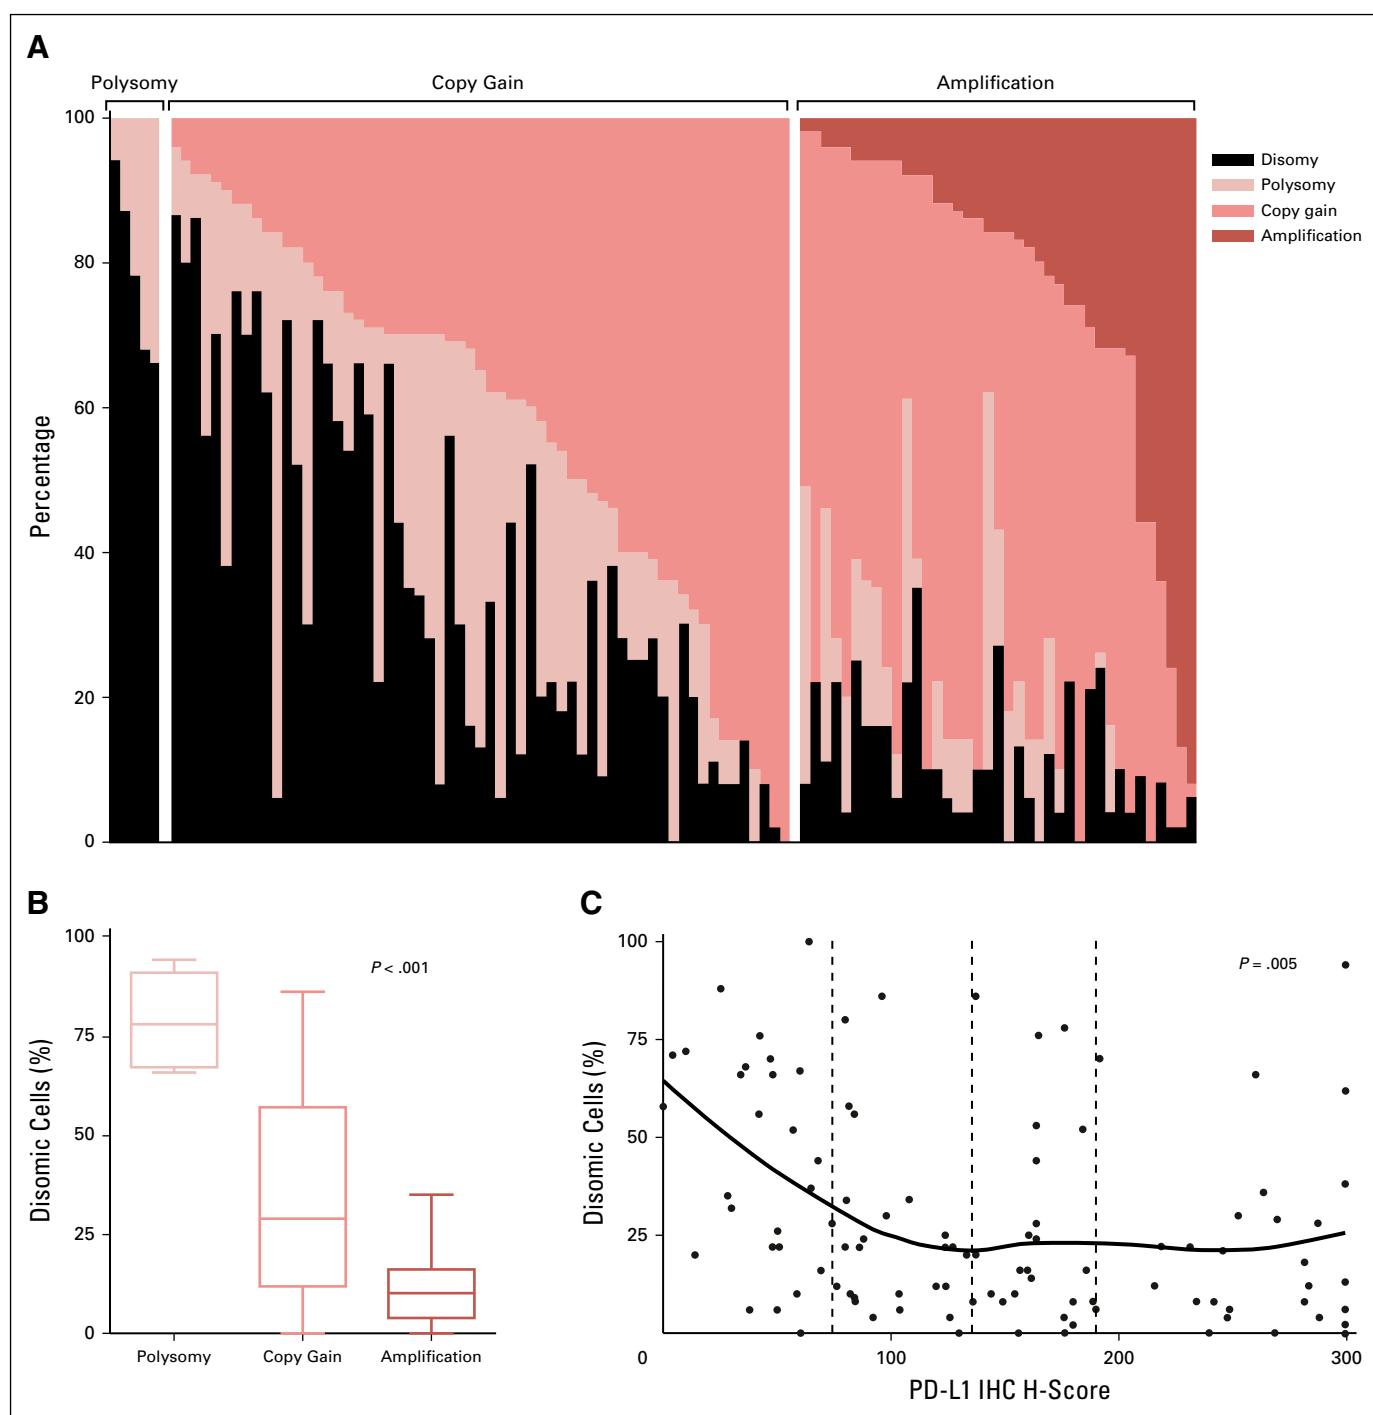 A
Polysomy Copy Gain Amplification
100
80
60
40
20
0
Percentage
Disomy
Polysomy
Copy gain
Amplification
B
100
75
50
25
0
Disomic Cells (%)
P < .001
Polysomy Copy Gain Amplification
C
100
75
50
25
Disomic Cells (%)
P = .005
0 100 200 300
PD-L1 IHC H-Score